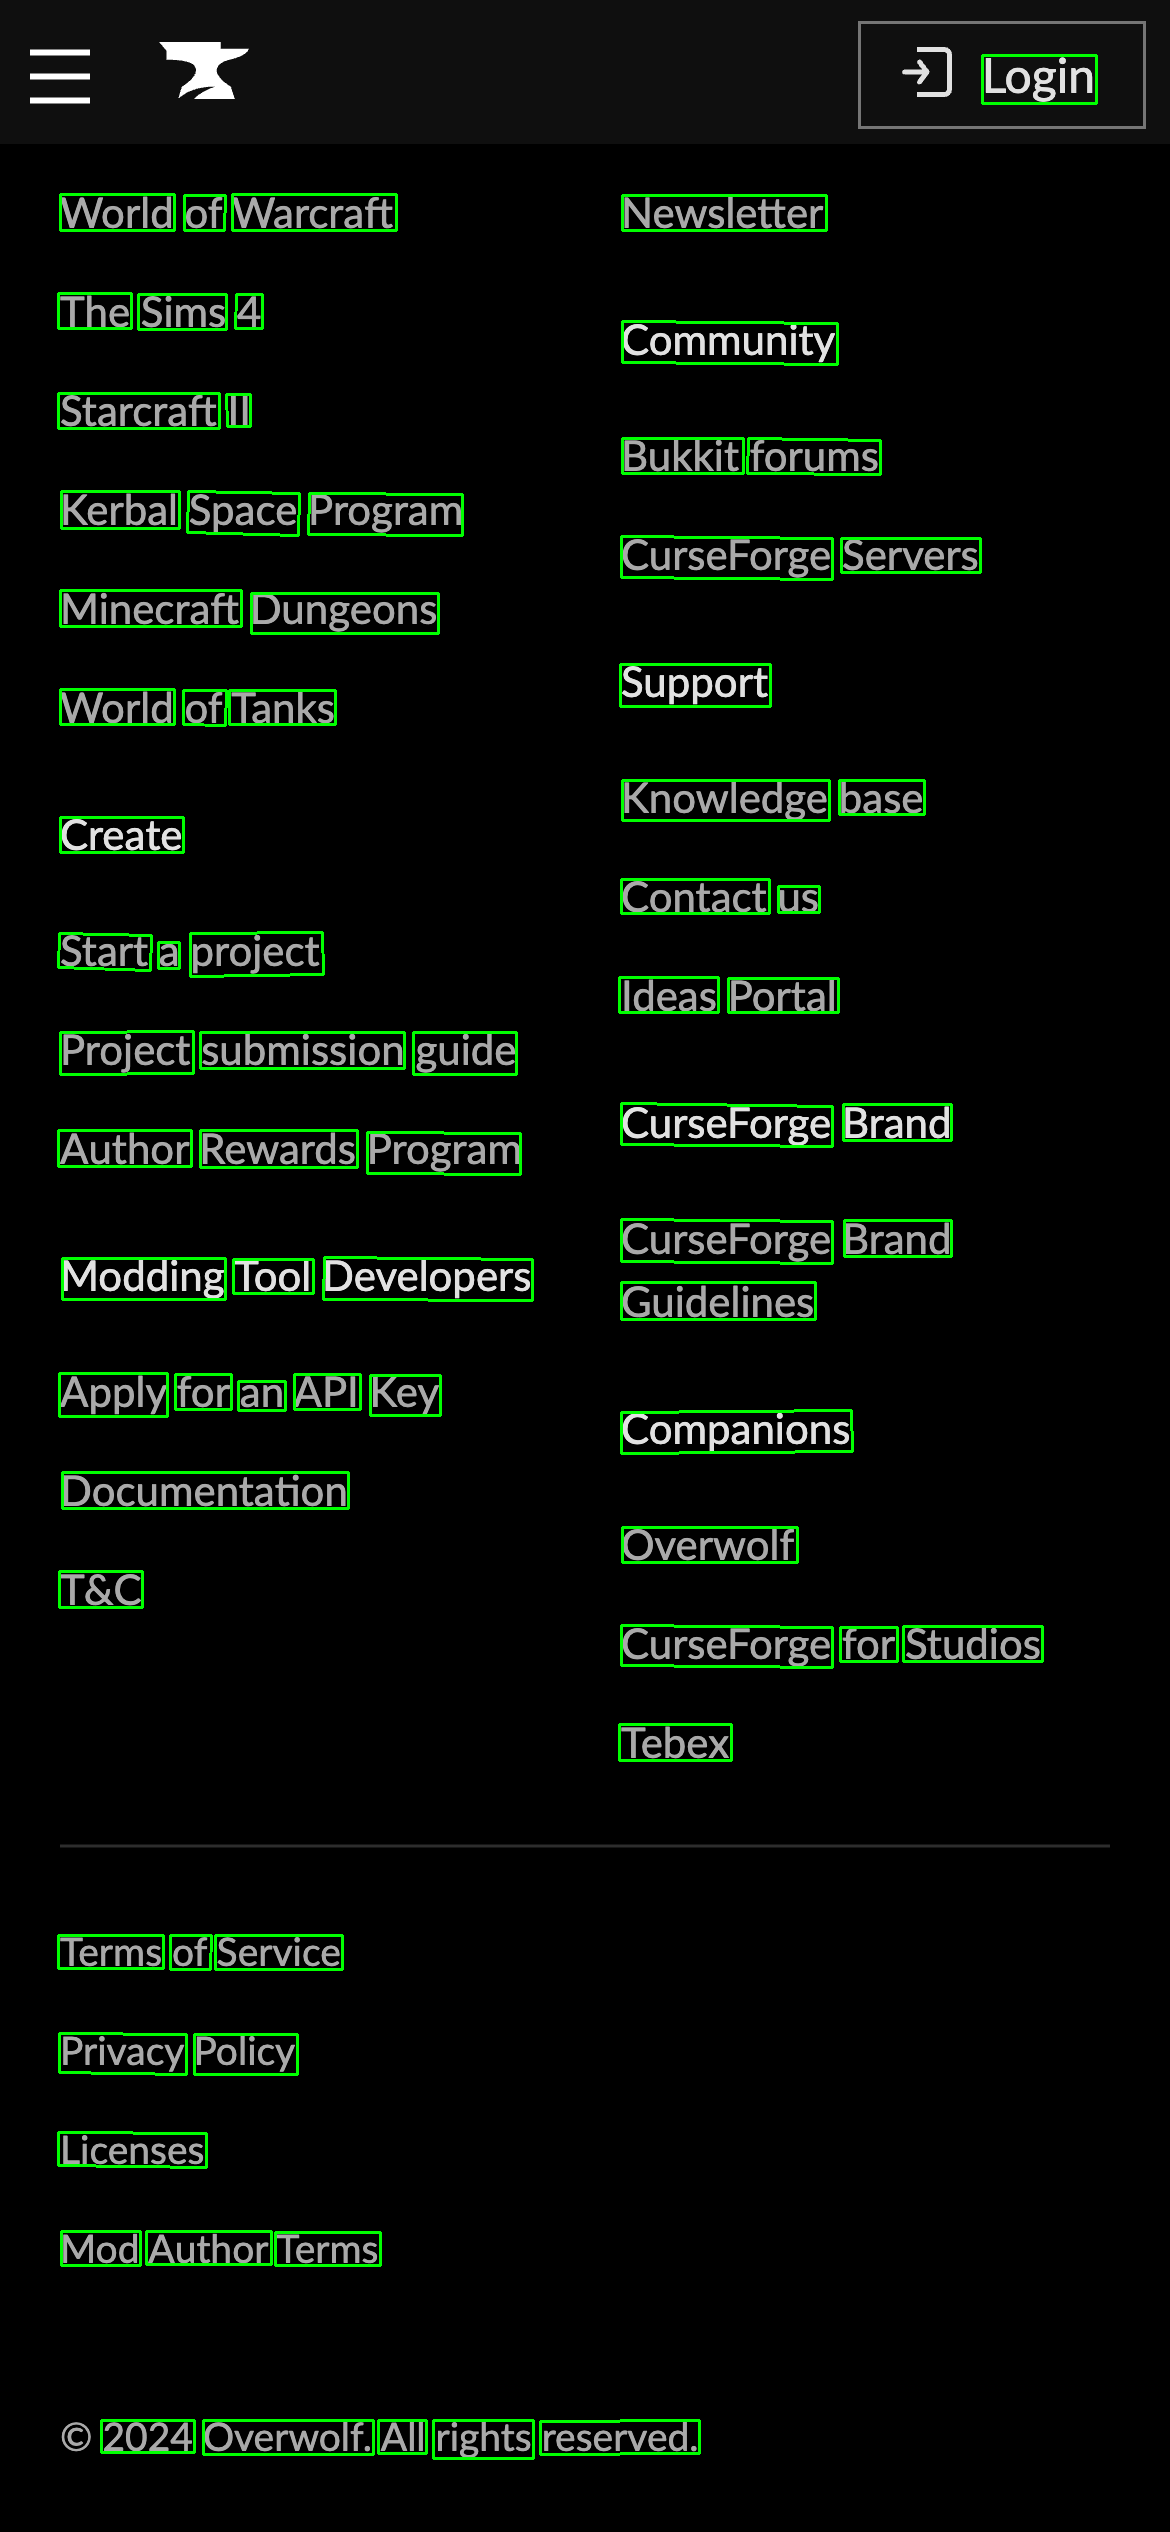 Login
World of Warcraft
The Sims 4
Starcraft II
Kerbal Space Program
Minecraft Dungeons
World of Tanks
Create
Start a project
Project submission guide
Author Rewards Program
Modding Tool Developers
Apply for an API Key
Documentation
T&C
Newsletter
Community
Bukkit forums
CurseForge Servers
Support
Knowledge base
Contact us
Ideas Portal
CurseForge Brand
CurseForge Brand
Guidelines
Companions
Overwolf
CurseForge for Studios
Tebex
Terms of Service
Privacy Policy
Licenses
Mod Author Terms
© 2024 Overwolf. All rights reserved.